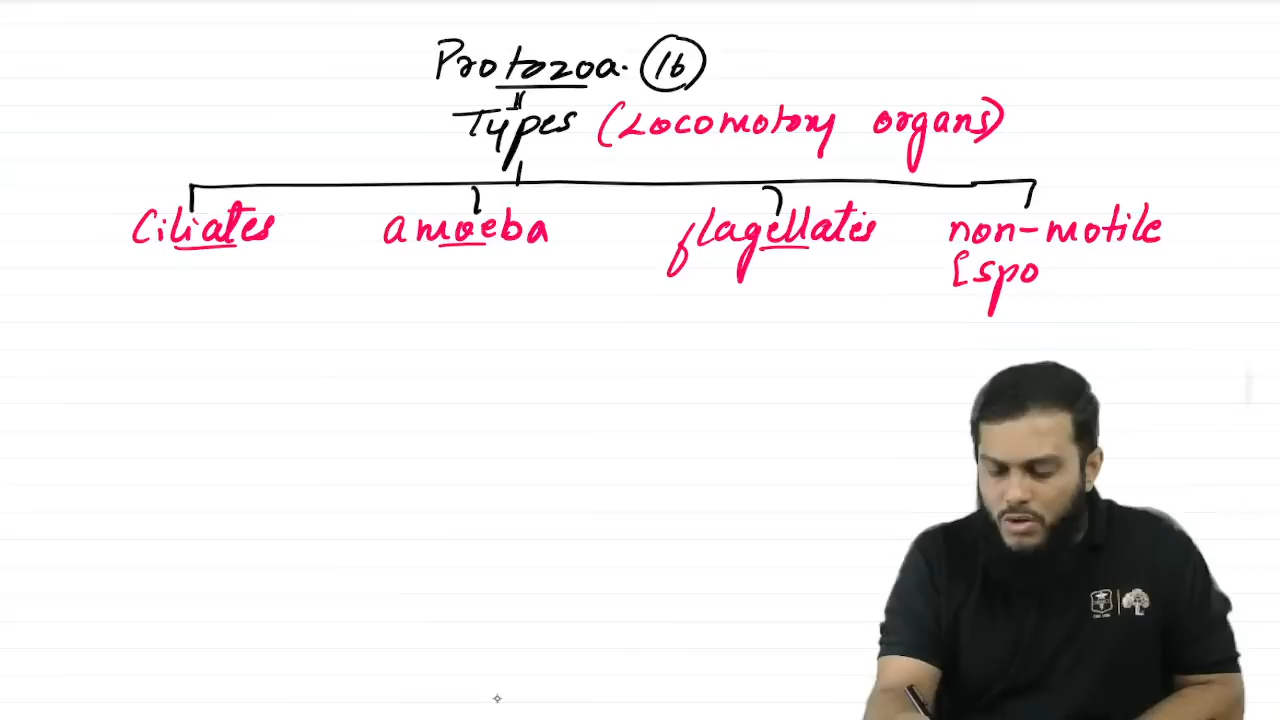 Protozoa. 16
Types (Locomotory organs)
Ciliates amoeba flagellates non-motile
[spo